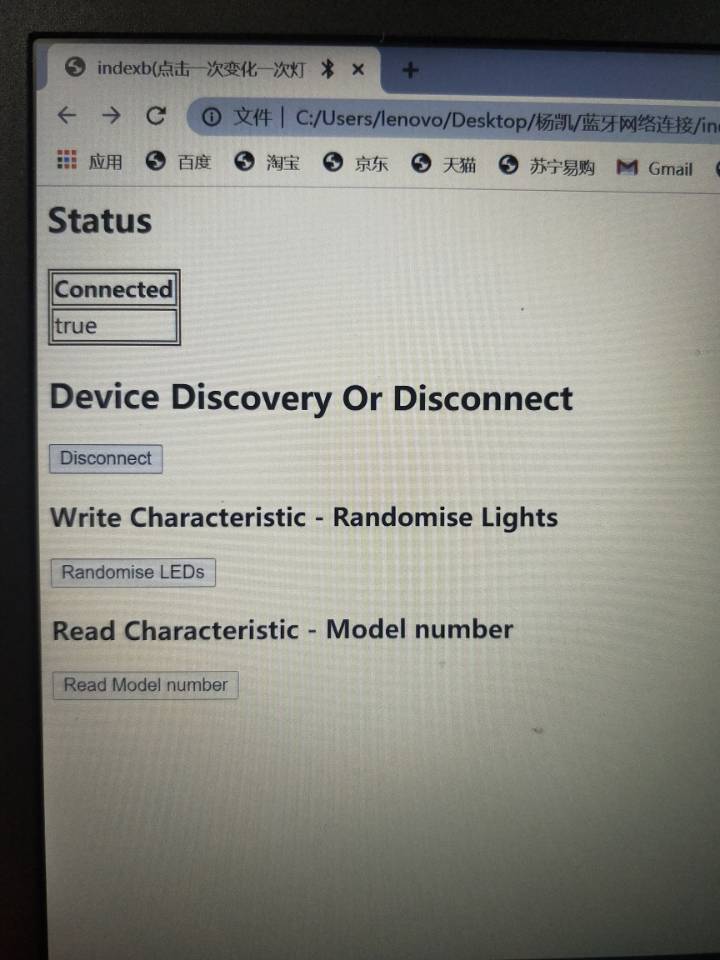 indexb(点击一次变化一次灯
文件 | C:/Users/lenovo/Desktop/杨凯/蓝牙网络连接/in
应用 百度 淘宝 京东 天猫 苏宁易购 Gmail
Status
Connected
true
Device Discovery Or Disconnect
Disconnect
Write Characteristic - Randomise Lights
Randomise LEDs
Read Characteristic - Model number
Read Model number